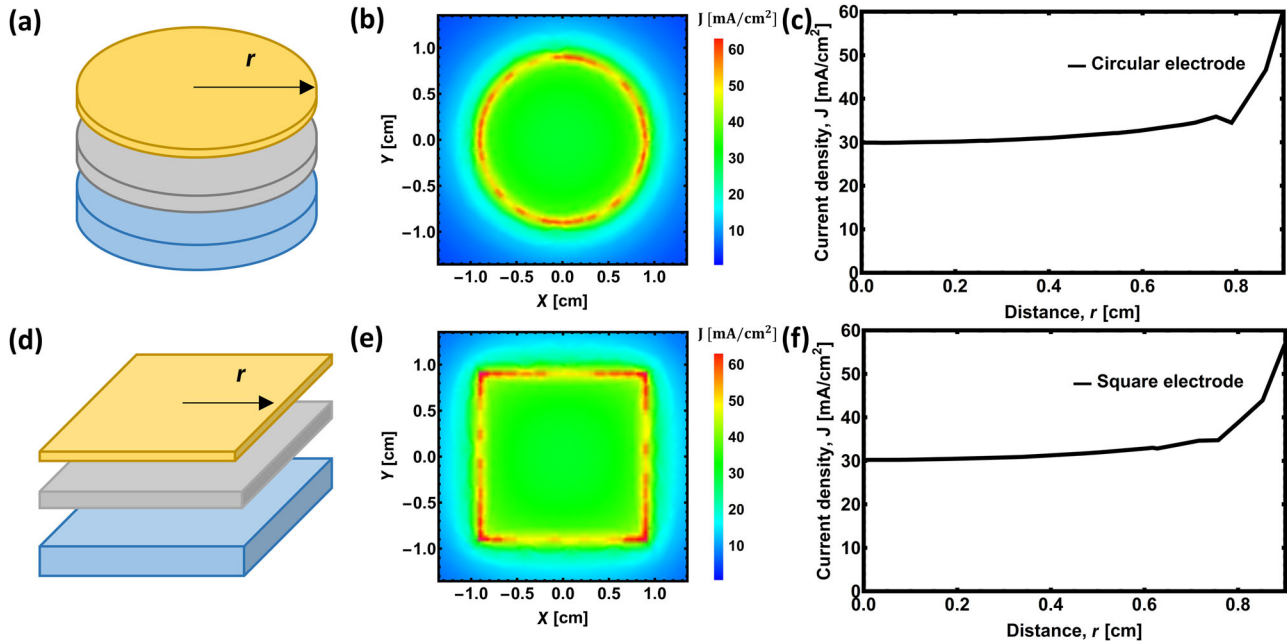 (a)
r
(b)
J [mA/cm²]
Y [cm]
1.0
0.5
0.0
−0.5
−1.0
−1.0 −0.5 0.0 0.5 1.0
X [cm]
60
50
40
30
20
10
(c)
Current density, J [mA/cm²]
60
50
40
30
20
10
0
Circular electrode
0.0 0.2 0.4 0.6 0.8
Distance, r [cm]
(d)
r
(e)
J [mA/cm²]
Y [cm]
1.0
0.5
0.0
−0.5
−1.0
−1.0 −0.5 0.0 0.5 1.0
X [cm]
60
50
40
30
20
10
(f)
Current density, J [mA/cm²]
60
50
40
30
20
10
0
Square electrode
0.0 0.2 0.4 0.6 0.8
Distance, r [cm]